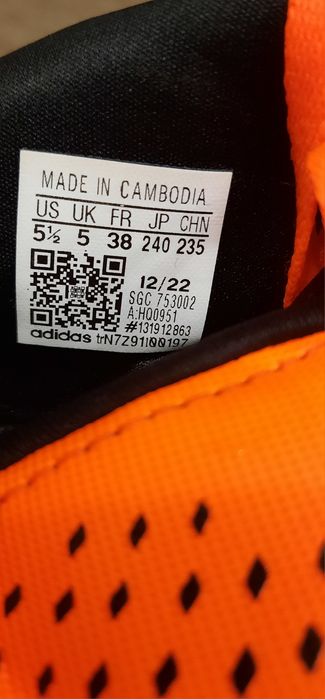 MADE IN CAMBODIA
US UK FR JP CHN
5½ 5 38 240 235
12/22
SGC 753002
A:HQ0951
#131912863
adidas trN7Z91I00197